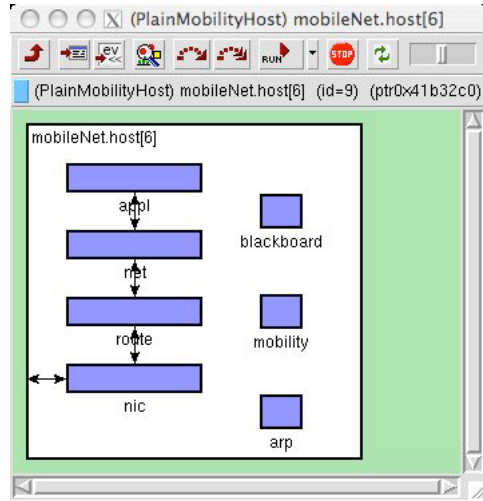 X (PlainMobilityHost) mobileNet.host[6]
ev
RUN
STOP
(PlainMobilityHost) mobileNet.host[6] (id=9) (ptr0x41b32c0)
mobileNet.host[6]
appl
blackboard
net
route
mobility
nic
arp